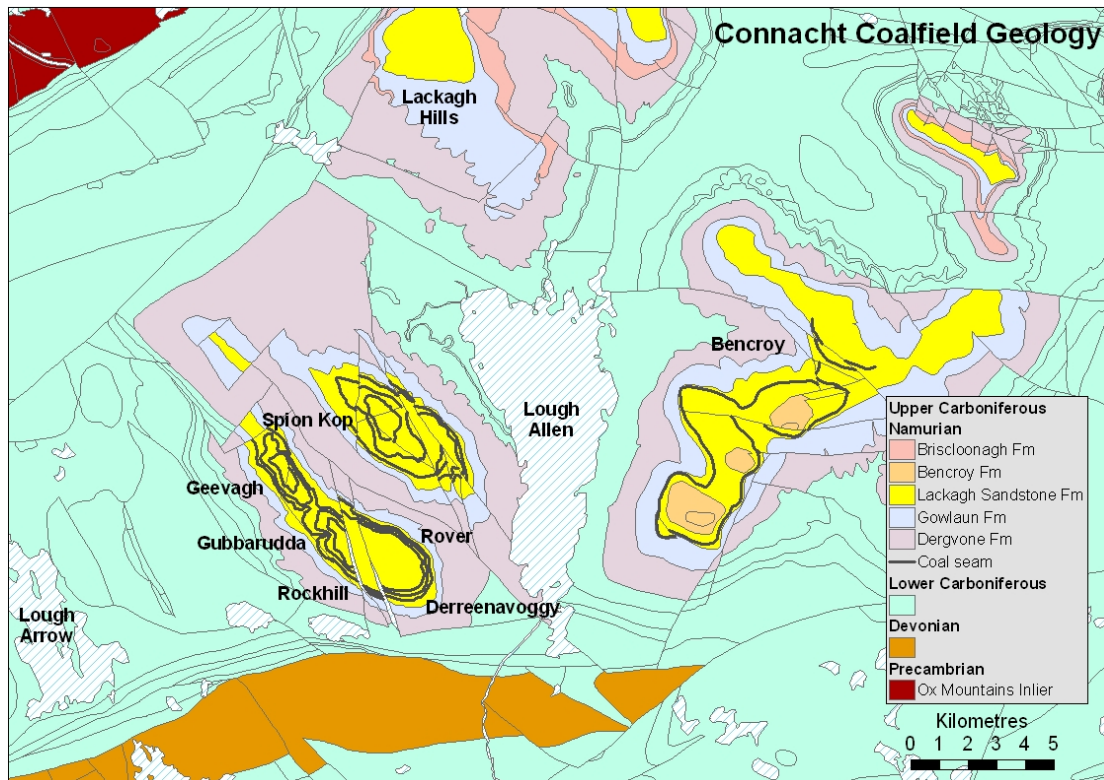 Connacht Coalfield Geology
Lackagh
Hills
Bencroy
Lough
Allen
Spion Kop
Geevagh
Gubbarudda
Rover
Rockhill
Derreenavoggy
Lough
Arrow
Upper Carboniferous
Namurian
Briscloonagh Fm
Bencroy Fm
Lackagh Sandstone Fm
Gowlaun Fm
Dergvone Fm
Coal seam
Lower Carboniferous
Devonian
Precambrian
Ox Mountains Inlier
Kilometres
0 1 2 3 4 5